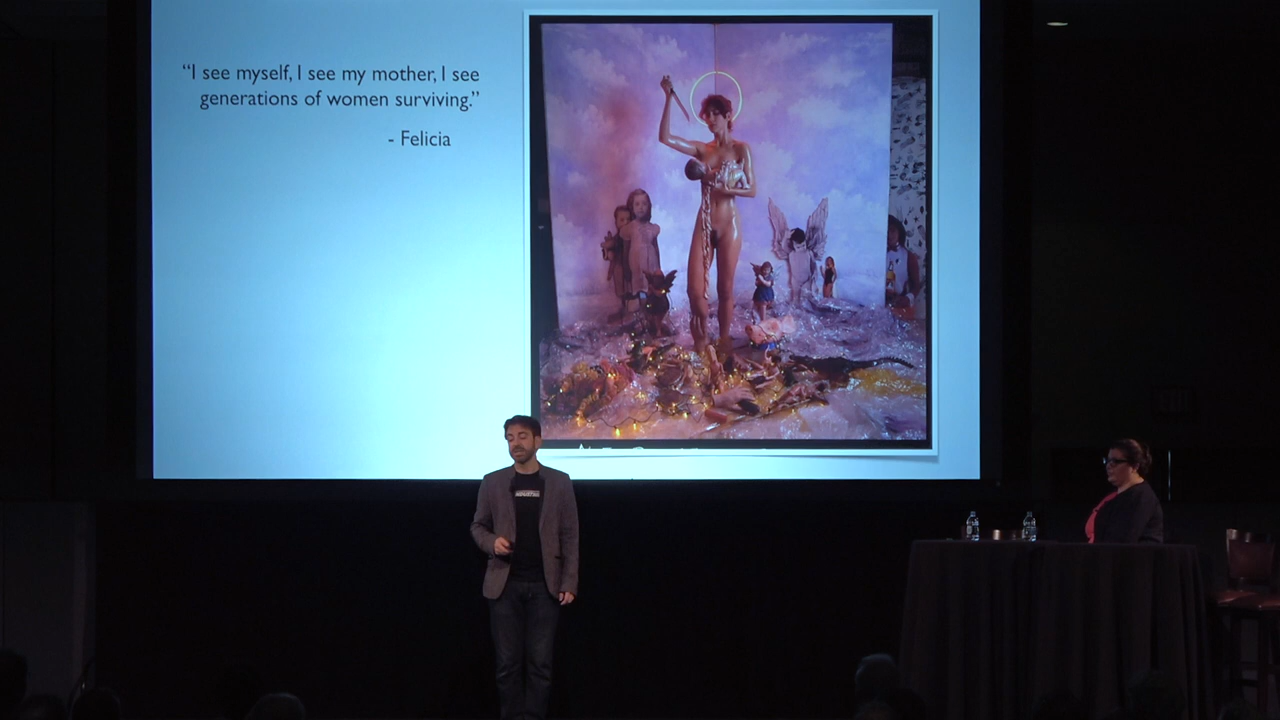 “I see myself, I see my mother, I see
generations of women surviving.”
- Felicia